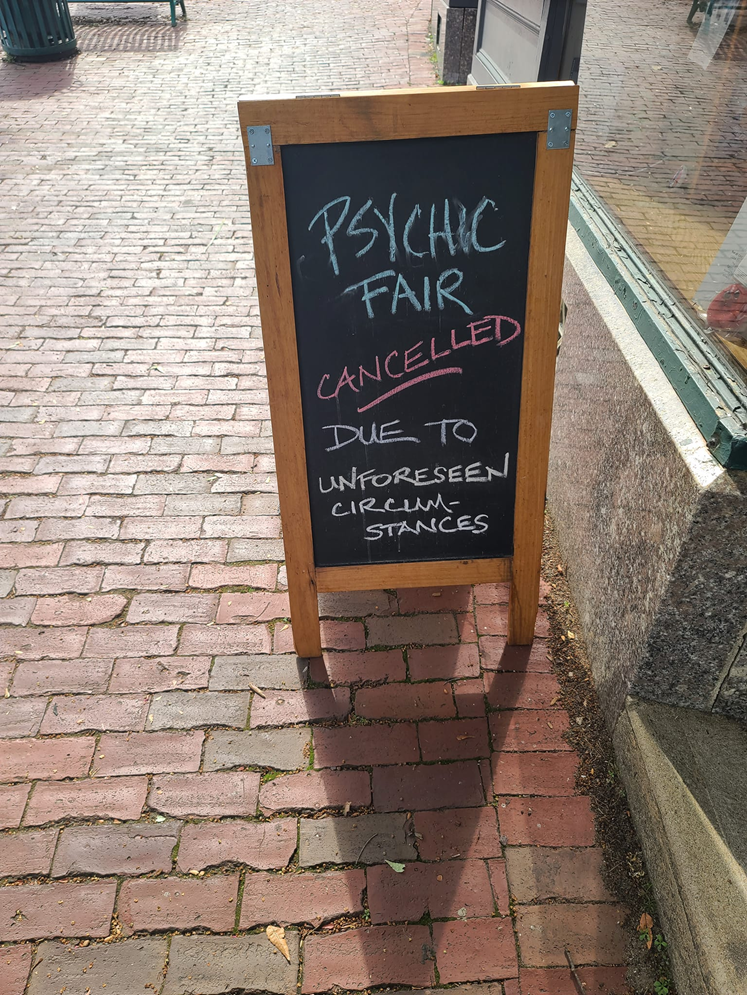 PSYCHIC
FAIR
CANCELLED
DUE TO
UNFORESEEN
CIRCUM-
STANCES